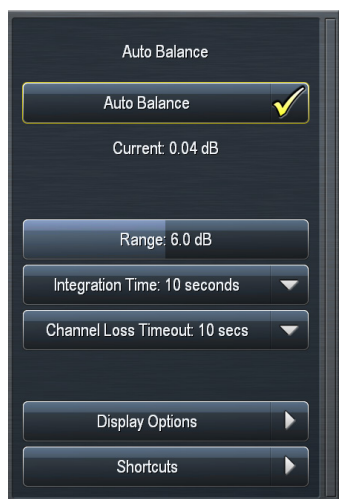 Auto Balance
Auto Balance
Current: 0.04 dB
Range: 6.0 dB
Integration Time: 10 seconds
Channel Loss Timeout: 10 secs
Display Options
Shortcuts